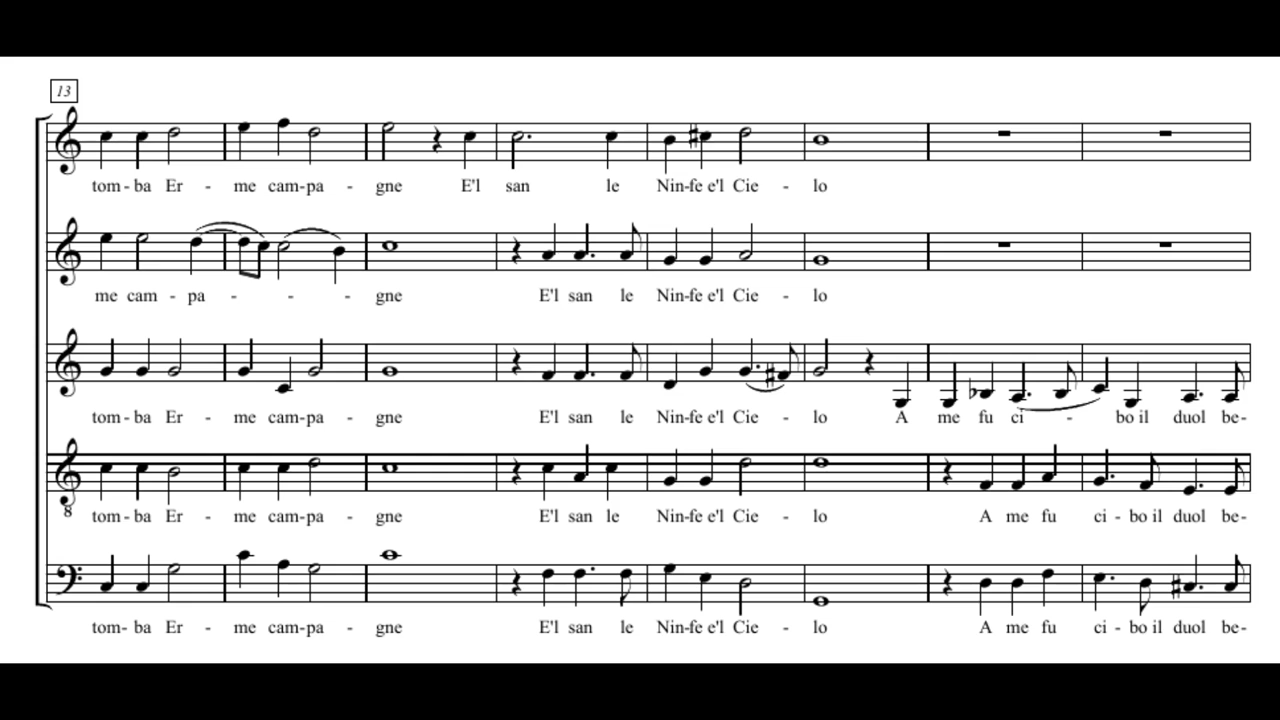 13
tom - ba Er - me cam-pa - gne E'l san le Nin-fe e'l Cie - lo
me cam - pa - - - gne E'l san le Nin-fe e'l Cie - lo
tom - ba Er - me cam-pa - gne E'l san le Nin-fe e'l Cie - lo A me fu ci - bo il duol be-
8
tom - ba Er - me cam-pa - gne E'l san le Nin-fe e'l Cie - lo A me fu ci - bo il duol be-
tom- ba Er - me cam-pa - gne E'l san le Nin-fe e'l Cie - lo A me fu ci - bo il duol be-